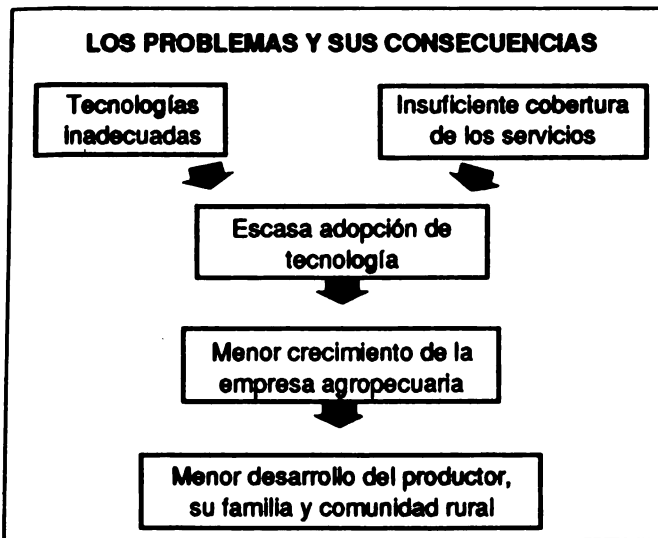 LOS PROBLEMAS Y SUS CONSECUENCIAS
Tecnologías
inadecuadas
Insuficiente cobertura
de los servicios
Escasa adopción de
tecnología
Menor crecimiento de la
empresa agropecuaria
Menor desarrollo del productor,
su familia y comunidad rural